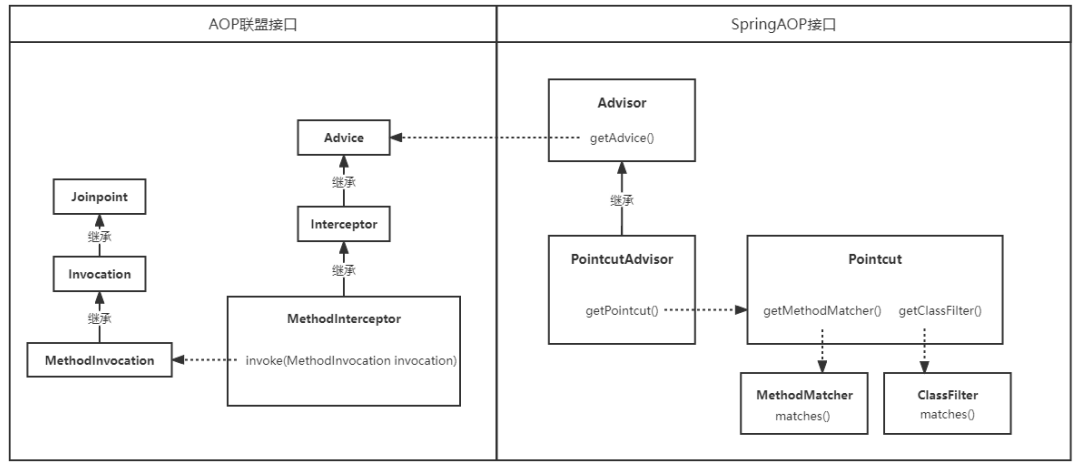 AOP联盟接口
SpringAOP接口
Advice
继承
Interceptor
继承
MethodInterceptor
invoke(MethodInvocation invocation)
Joinpoint
继承
Invocation
继承
MethodInvocation
Advisor
getAdvice()
继承
PointcutAdvisor
getPointcut()
Pointcut
getMethodMatcher()
getClassFilter()
MethodMatcher
matches()
ClassFilter
matches()